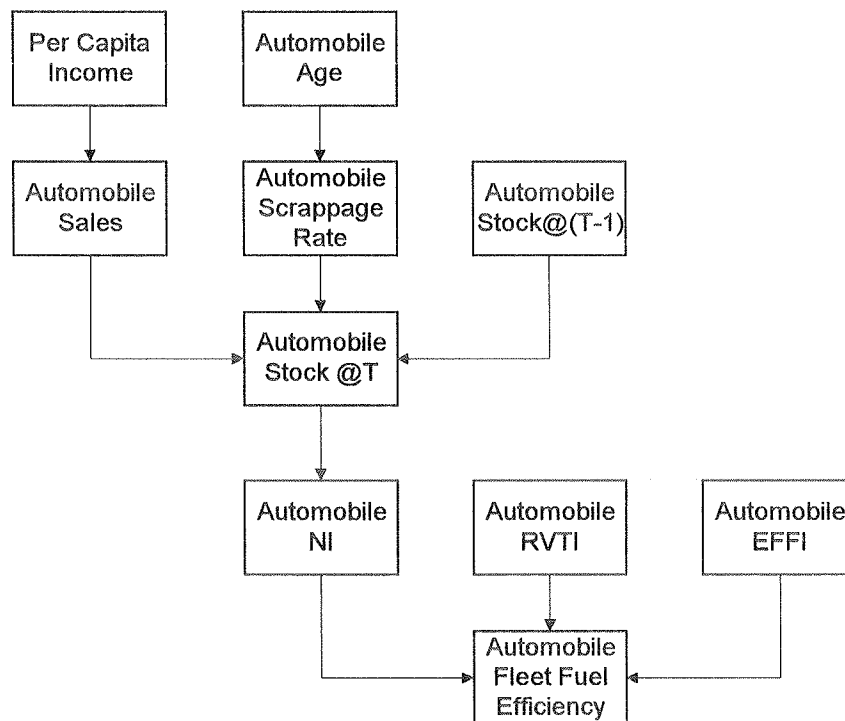 Per Capita
Income
Automobile
Age
Automobile
Sales
Automobile
Scrappage
Rate
Automobile
Stock@(T-1)
Automobile
Stock @T
Automobile
NI
Automobile
RVTI
Automobile
EFFI
Automobile
Fleet Fuel
Efficiency